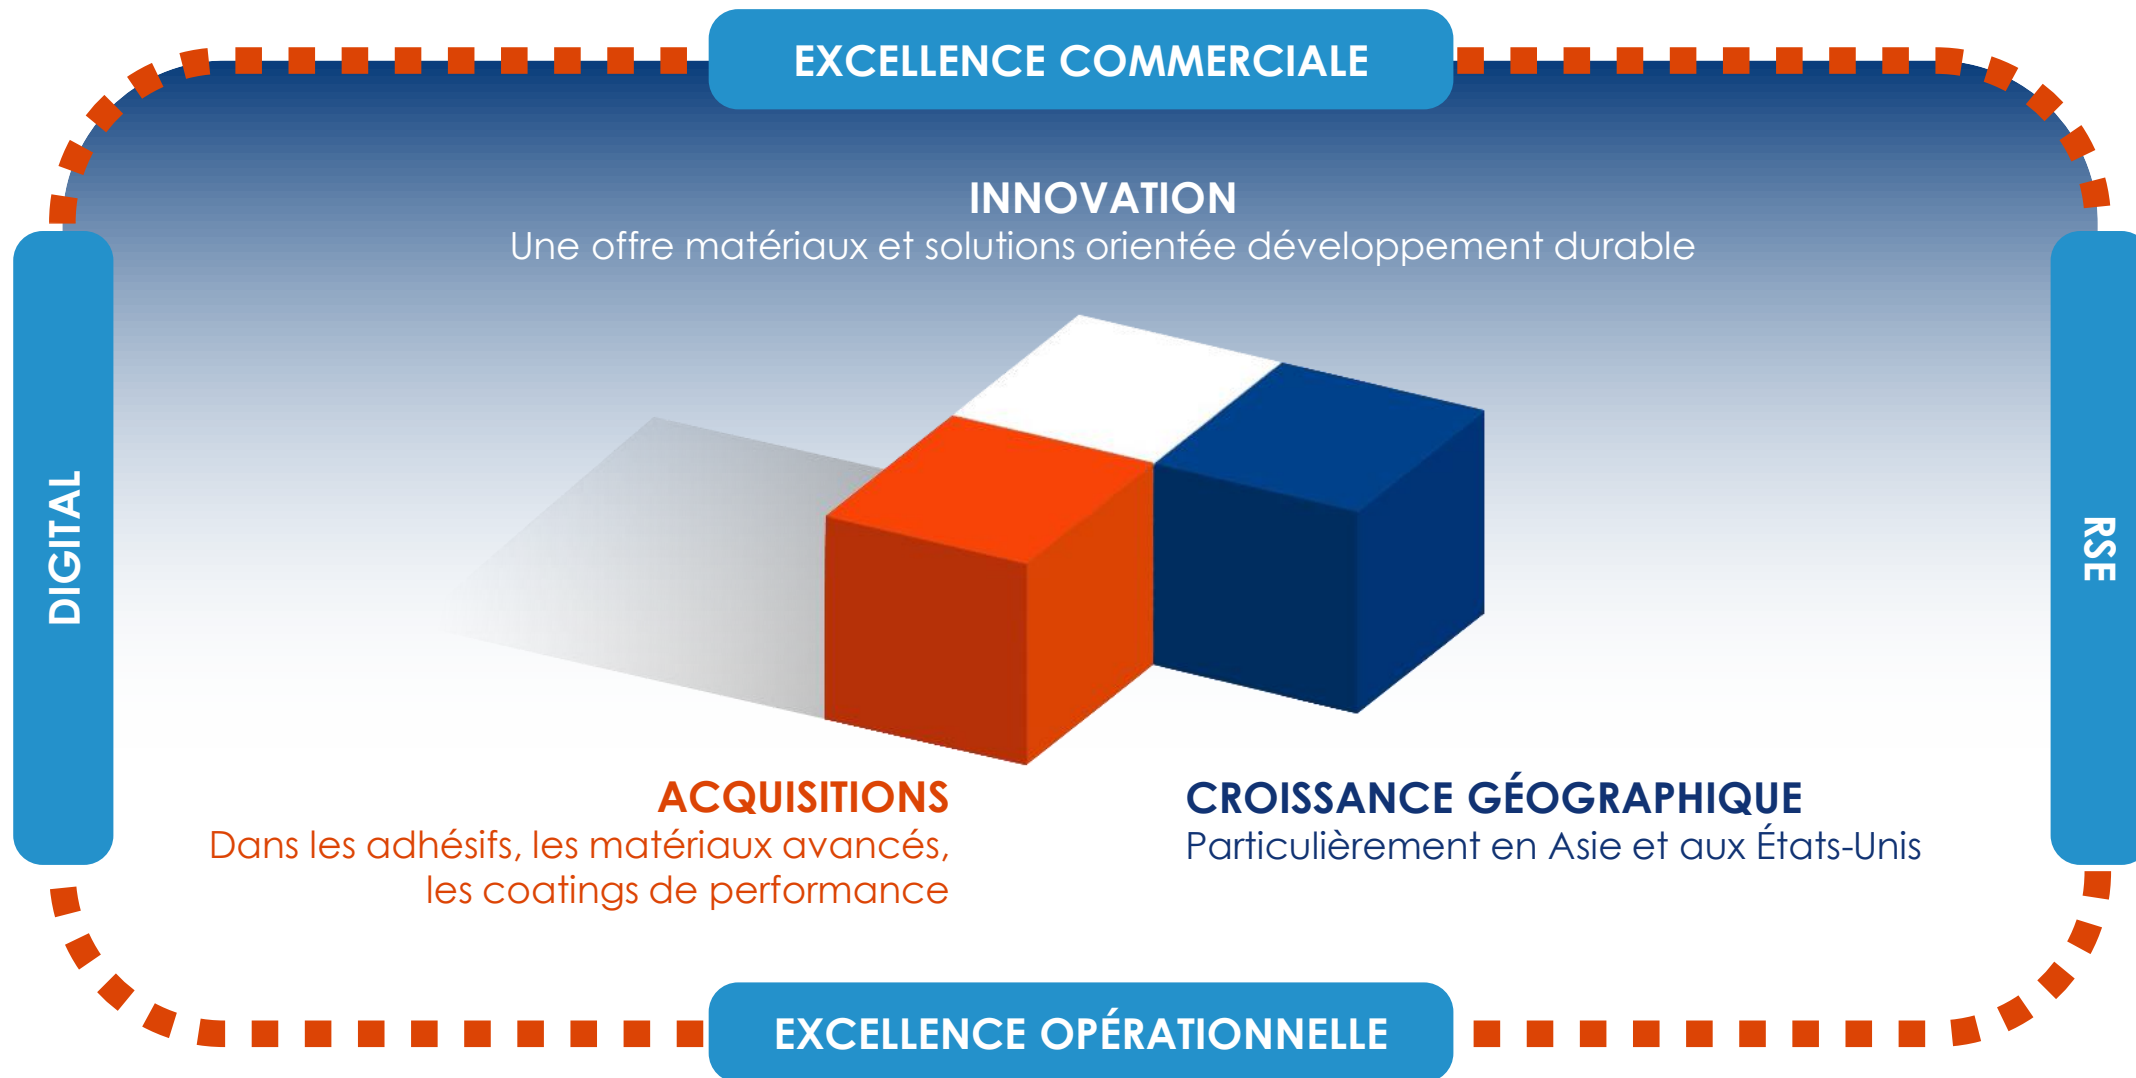 EXCELLENCE COMMERCIALE
INNOVATION
Une offre matériaux et solutions orientée développement durable
DIGITAL
RSE
ACQUISITIONS
Dans les adhésifs, les matériaux avancés,
les coatings de performance
CROISSANCE GÉOGRAPHIQUE
Particulièrement en Asie et aux États-Unis
EXCELLENCE OPÉRATIONNELLE